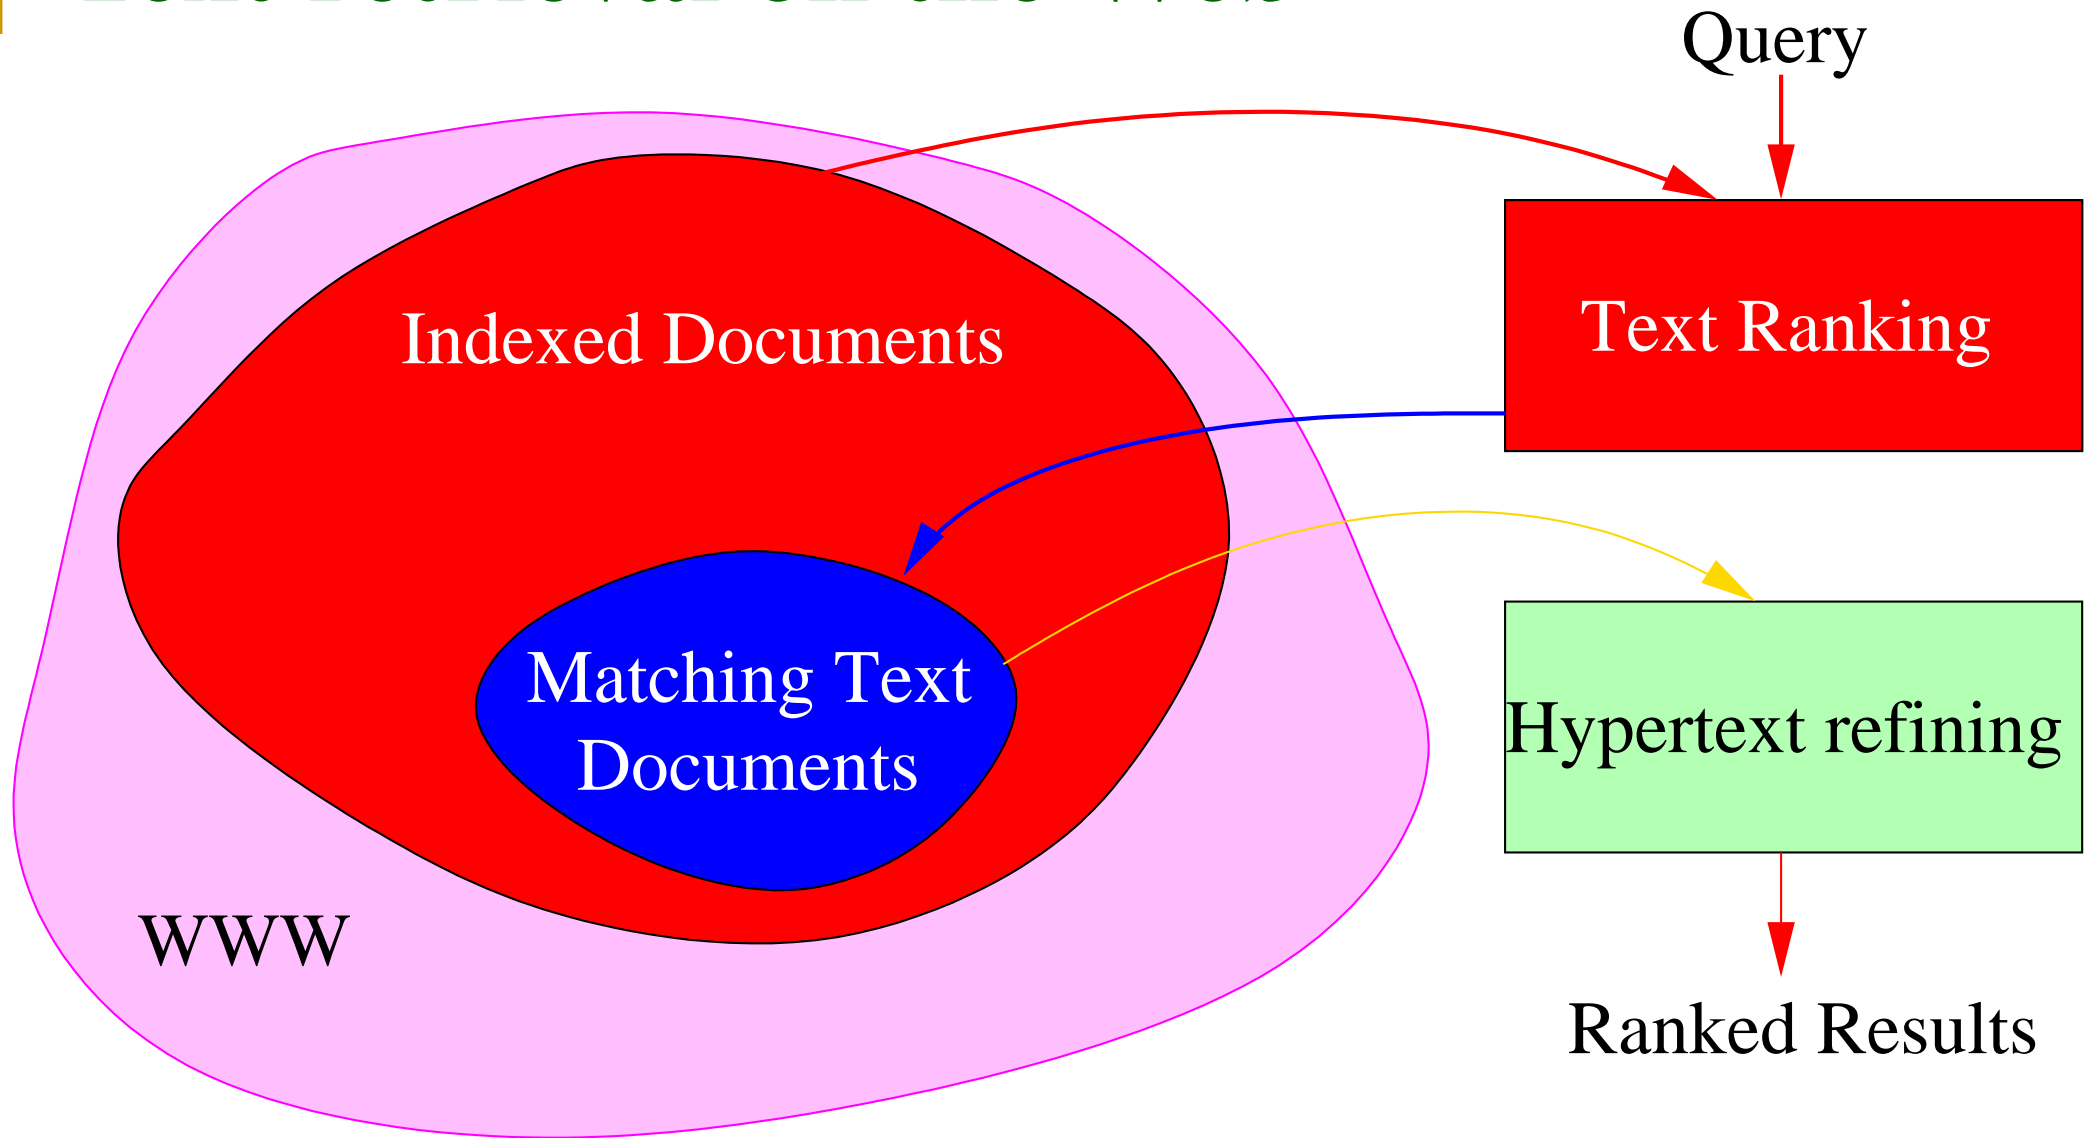 Query
Indexed Documents
Text Ranking
Matching Text
Documents
Hypertext refining
www
Ranked Results